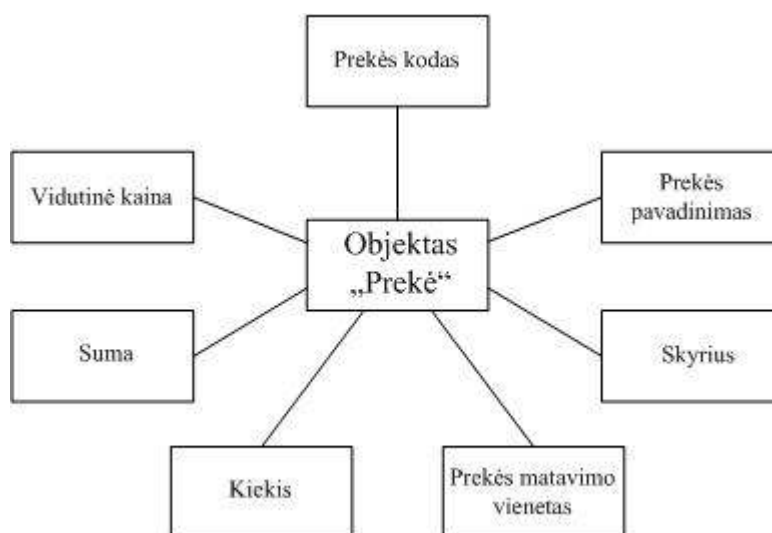 Prekės kodas
Vidutinė kaina
Prekės
pavadinimas
Objektas
„Prekė“
Suma
Skyrius
Kiekis
Prekės matavimo
vienetas